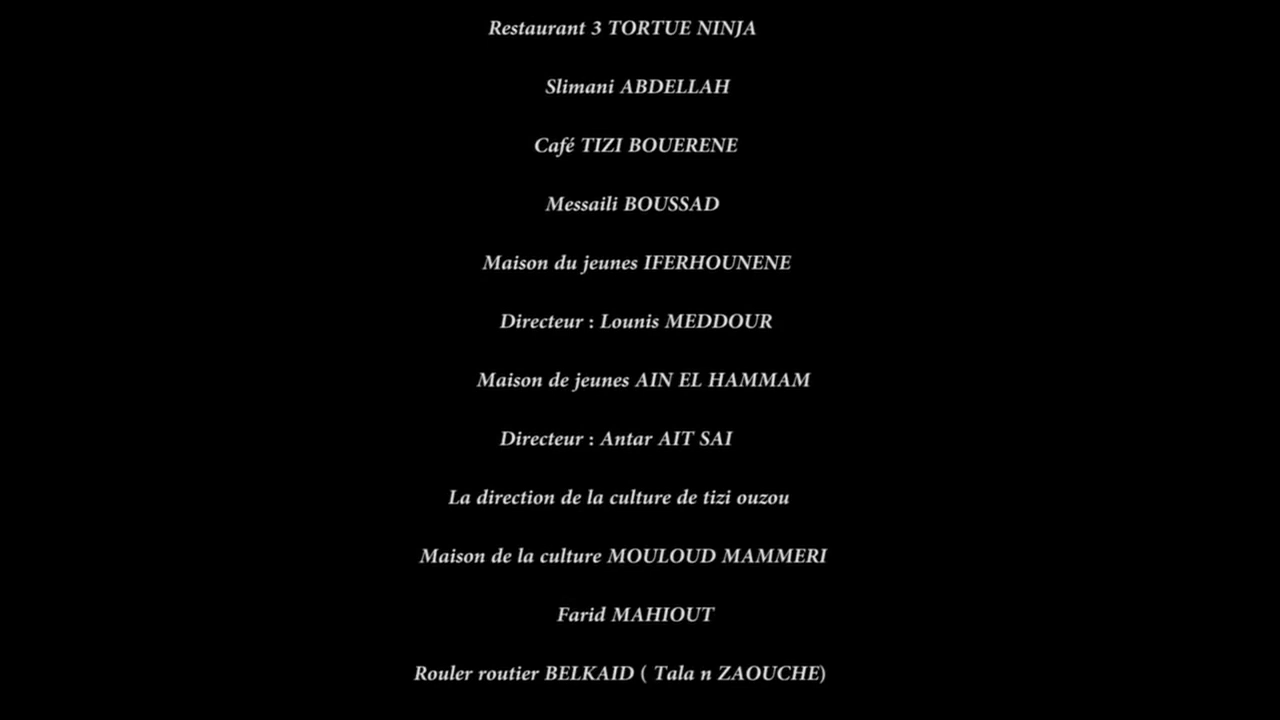 Restaurant 3 TORTUE NINJA
Slimani ABDELLAH
Café TIZI BOUERENE
Messaili BOUSSAD
Maison du jeunes IFERHOUNENE
Directeur : Lounis MEDDOUR
Maison de jeunes AIN EL HAMMAM
Directeur : Antar AIT SAI
La direction de la culture de tizi ouzou
Maison de la culture MOULOUD MAMMERI
Farid MAHIOUT
Rouler routier BELKAID ( Tala n ZAOUCHE)